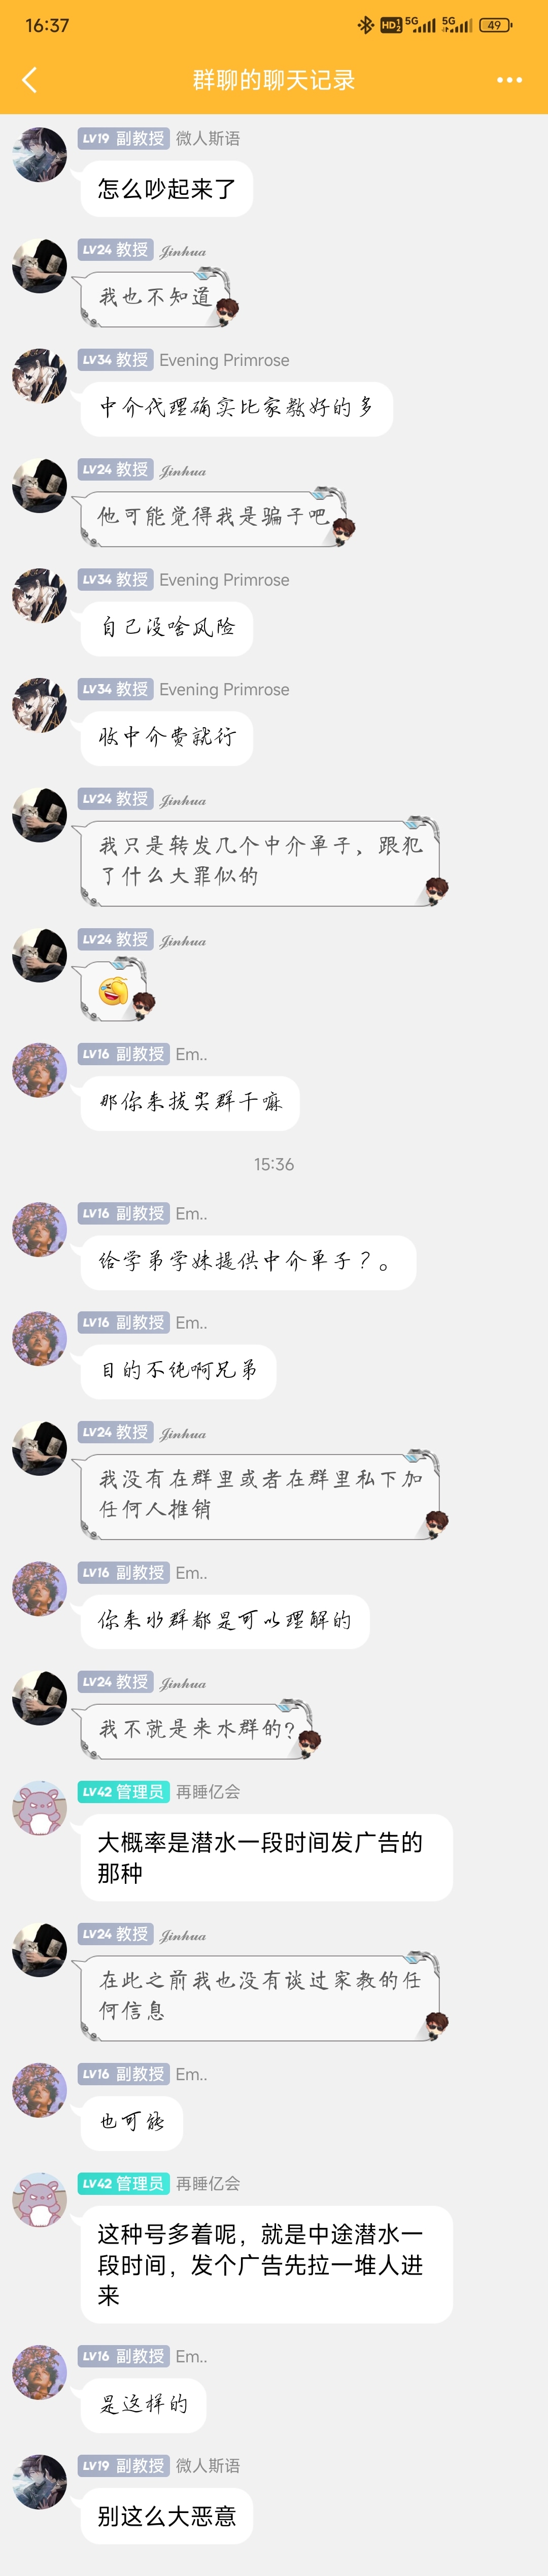 16:37
HD 5G 5G 49
群聊的聊天记录
LV19 副教授 微人斯语
怎么吵起来了
LV24 教授 Jinhua
我也不知道
LV34 教授 Evening Primrose
中介代理确实比家教好的多
LV24 教授 Jinhua
他可能觉得我是骗子吧
LV34 教授 Evening Primrose
自己没啥风险
LV34 教授 Evening Primrose
收中介费就行
LV24 教授 Jinhua
我只是转发几个中介单子，跟犯
了什么大罪似的
LV24 教授 Jinhua
LV16 副教授 Em..
那你来拔尖群干嘛
15:36
LV16 副教授 Em..
给学弟学妹提供中介单子？。
LV16 副教授 Em..
目的不纯啊兄弟
LV24 教授 Jinhua
我没有在群里或者在群里私下加
任何人推销
LV16 副教授 Em..
你来水群都是可以理解的
LV24 教授 Jinhua
我不就是来水群的?
LV42 管理员 再睡亿会
大概率是潜水一段时间发广告的
那种
LV24 教授 Jinhua
在此之前我也没有谈过家教的任
何信息
LV16 副教授 Em..
也可能
LV42 管理员 再睡亿会
这种号多着呢，就是中途潜水一
段时间，发个广告先拉一堆人进
来
LV16 副教授 Em..
是这样的
LV19 副教授 微人斯语
别这么大恶意